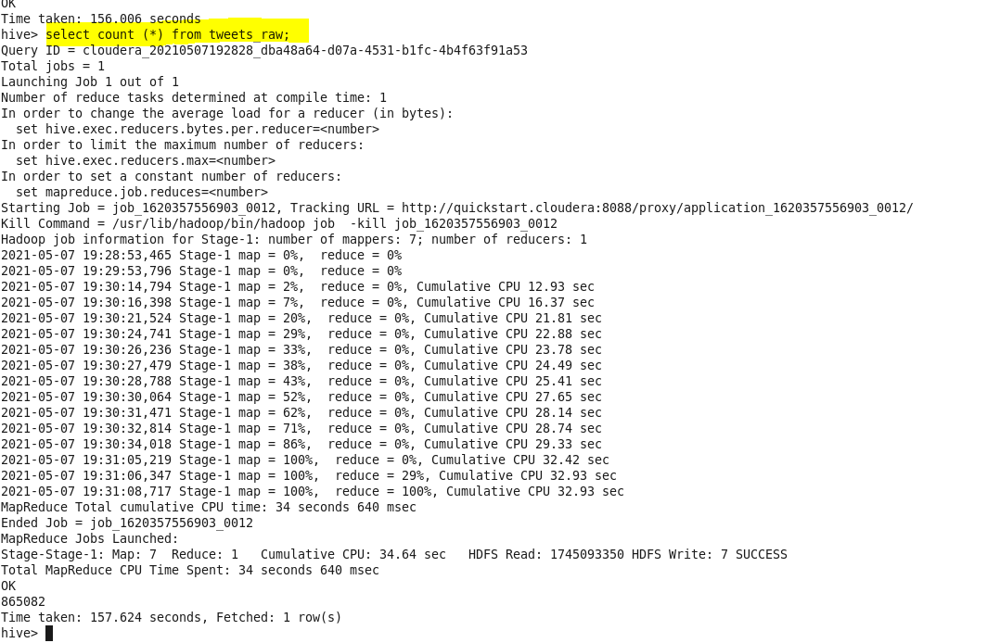 OK
Time taken: 156.006 seconds
hive> select count (*) from tweets_raw;
Query ID = cloudera_20210507192828_dba48a64-d07a-4531-b1fc-4b4f63f91a53
Total jobs = 1
Launching Job 1 out of 1
Number of reduce tasks determined at compile time: 1
In order to change the average load for a reducer (in bytes):
  set hive.exec.reducers.bytes.per.reducer=<number>
In order to limit the maximum number of reducers:
  set hive.exec.reducers.max=<number>
In order to set a constant number of reducers:
  set mapreduce.job.reduces=<number>
Starting Job = job_1620357556903_0012, Tracking URL = http://quickstart.cloudera:8088/proxy/application_1620357556903_0012/
Kill Command = /usr/lib/hadoop/bin/hadoop job  -kill job_1620357556903_0012
Hadoop job information for Stage-1: number of mappers: 7; number of reducers: 1
2021-05-07 19:28:53,465 Stage-1 map = 0%,  reduce = 0%
2021-05-07 19:29:53,796 Stage-1 map = 0%,  reduce = 0%
2021-05-07 19:30:14,794 Stage-1 map = 2%,  reduce = 0%, Cumulative CPU 12.93 sec
2021-05-07 19:30:16,398 Stage-1 map = 7%,  reduce = 0%, Cumulative CPU 16.37 sec
2021-05-07 19:30:21,524 Stage-1 map = 20%,  reduce = 0%, Cumulative CPU 21.81 sec
2021-05-07 19:30:24,741 Stage-1 map = 29%,  reduce = 0%, Cumulative CPU 22.88 sec
2021-05-07 19:30:26,236 Stage-1 map = 33%,  reduce = 0%, Cumulative CPU 23.78 sec
2021-05-07 19:30:27,479 Stage-1 map = 38%,  reduce = 0%, Cumulative CPU 24.49 sec
2021-05-07 19:30:28,788 Stage-1 map = 43%,  reduce = 0%, Cumulative CPU 25.41 sec
2021-05-07 19:30:30,064 Stage-1 map = 52%,  reduce = 0%, Cumulative CPU 27.65 sec
2021-05-07 19:30:31,471 Stage-1 map = 62%,  reduce = 0%, Cumulative CPU 28.14 sec
2021-05-07 19:30:32,814 Stage-1 map = 71%,  reduce = 0%, Cumulative CPU 28.74 sec
2021-05-07 19:30:34,018 Stage-1 map = 86%,  reduce = 0%, Cumulative CPU 29.33 sec
2021-05-07 19:31:05,219 Stage-1 map = 100%,  reduce = 0%, Cumulative CPU 32.42 sec
2021-05-07 19:31:06,347 Stage-1 map = 100%,  reduce = 29%, Cumulative CPU 32.93 sec
2021-05-07 19:31:08,717 Stage-1 map = 100%,  reduce = 100%, Cumulative CPU 32.93 sec
MapReduce Total cumulative CPU time: 34 seconds 640 msec
Ended Job = job_1620357556903_0012
MapReduce Jobs Launched:
Stage-Stage-1: Map: 7  Reduce: 1   Cumulative CPU: 34.64 sec   HDFS Read: 1745093350 HDFS Write: 7 SUCCESS
Total MapReduce CPU Time Spent: 34 seconds 640 msec
OK
865082
Time taken: 157.624 seconds, Fetched: 1 row(s)
hive>